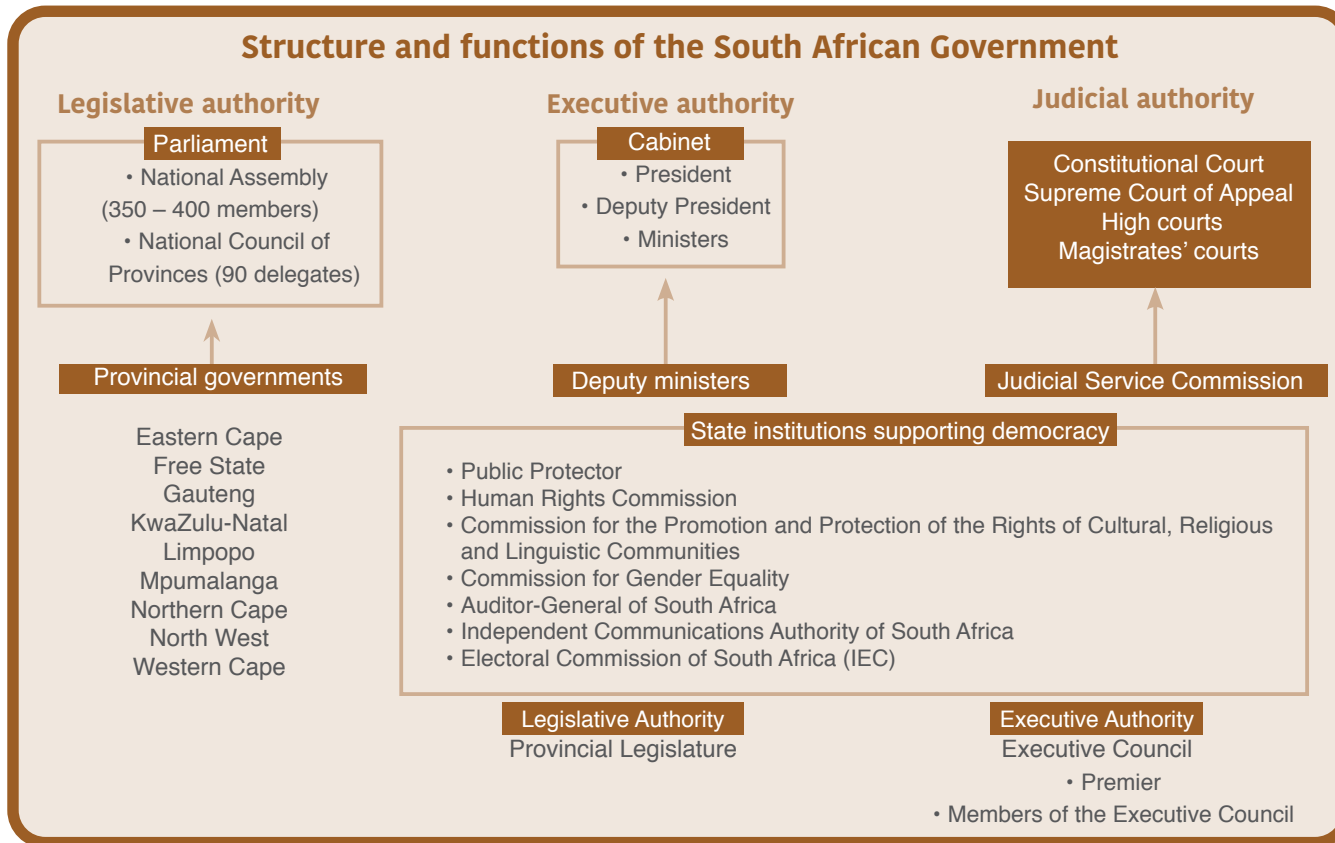 Structure and functions of the South African Government
Legislative authority
Parliament
• National Assembly
(350 – 400 members)
• National Council of
Provinces (90 delegates)
Provincial governments
Eastern Cape
Free State
Gauteng
KwaZulu-Natal
Limpopo
Mpumalanga
Northern Cape
North West
Western Cape
Executive authority
Cabinet
• President
• Deputy President
• Ministers
Deputy ministers
Judicial authority
Constitutional Court
Supreme Court of Appeal
High courts
Magistrates’ courts
Judicial Service Commission
State institutions supporting democracy
• Public Protector
• Human Rights Commission
• Commission for the Promotion and Protection of the Rights of Cultural, Religious
and Linguistic Communities
• Commission for Gender Equality
• Auditor-General of South Africa
• Independent Communications Authority of South Africa
• Electoral Commission of South Africa (IEC)
Legislative Authority
Provincial Legislature
Executive Authority
Executive Council
• Premier
• Members of the Executive Council